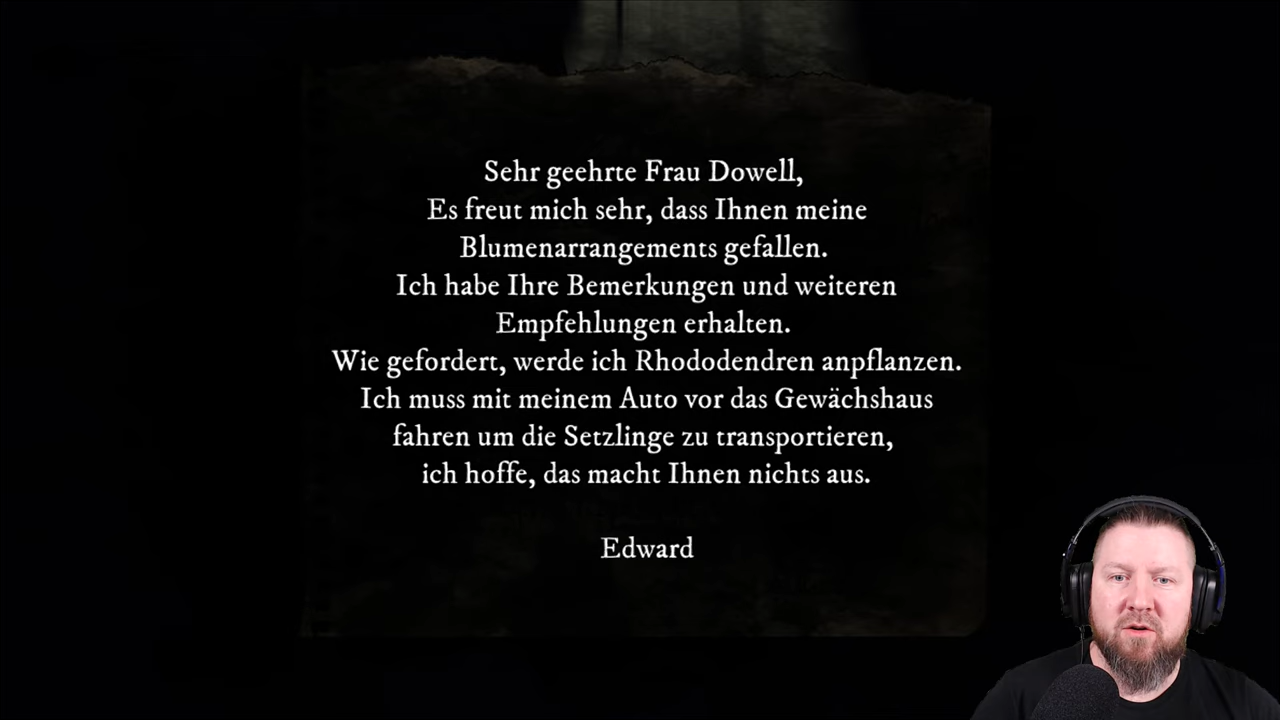 Sehr geehrte Frau Dowell,
Es freut mich sehr, dass Ihnen meine
Blumenarrangements gefallen.
Ich habe Ihre Bemerkungen und weiteren
Empfehlungen erhalten.
Wie gefordert, werde ich Rhododendren anpflanzen.
Ich muss mit meinem Auto vor das Gewächshaus
fahren um die Setzlinge zu transportieren,
ich hoffe, das macht Ihnen nichts aus.
Edward